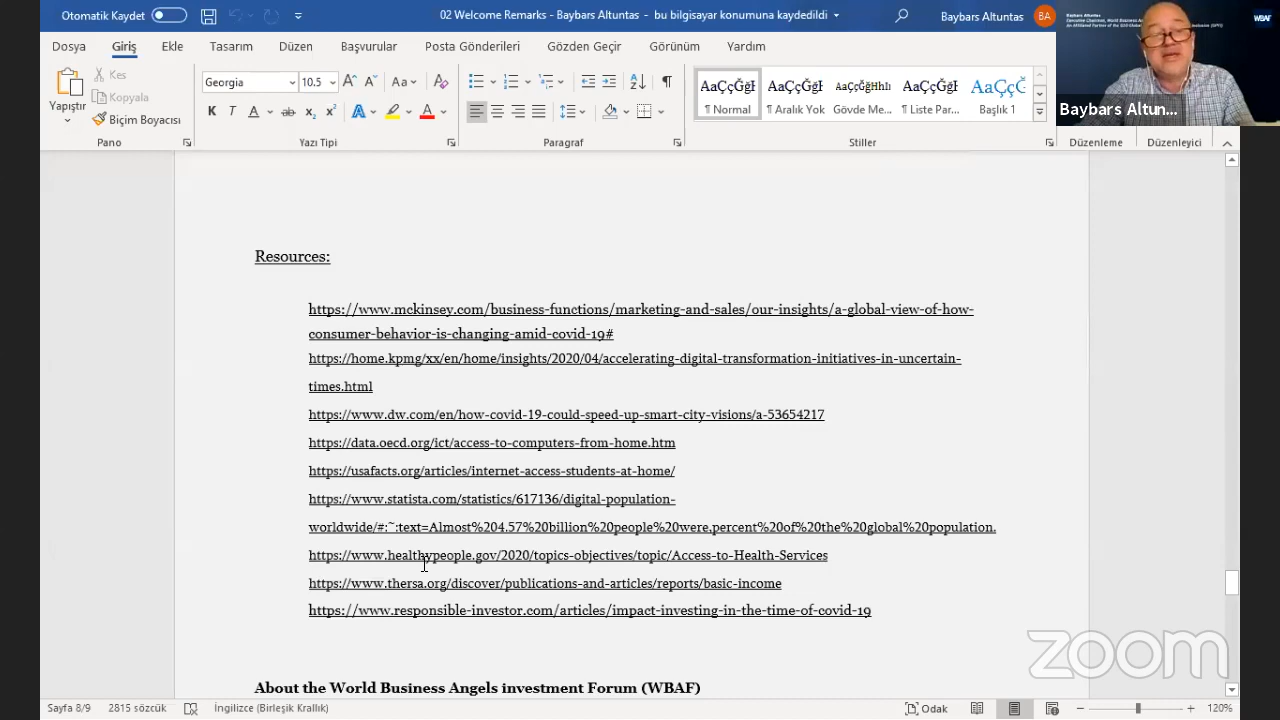 Otomatik Kaydet
02 Welcome Remarks - Baybars Altuntas - bu bilgisayar konumuna kaydedildi
Baybars Altuntas
BA
WBAF
Baybars Altun...
Dosya Giriş Ekle Tasarım Düzen Başvurular Posta Gönderileri Gözden Geçir Görünüm Yardım
Yapıştır
Kes
Kopyala
Biçim Boyacısı
Georgia 10.5
AaÇçĞğI AaÇçĞğI AaÇçĞğHhIı AaÇçĞğI AaÇçĞ
¶ Normal ¶ Aralık Yok Gövde Me... ¶ Liste Par... Başlık 1
Pano Yazı Tipi Paragraf Stiller Düzenleme Düzenleyici
Resources:
https://www.mckinsey.com/business-functions/marketing-and-sales/our-insights/a-global-view-of-how-
consumer-behavior-is-changing-amid-covid-19#
https://home.kpmg/xx/en/home/insights/2020/04/accelerating-digital-transformation-initiatives-in-uncertain-
times.html
https://www.dw.com/en/how-covid-19-could-speed-up-smart-city-visions/a-53654217
https://data.oecd.org/ict/access-to-computers-from-home.htm
https://usafacts.org/articles/internet-access-students-at-home/
https://www.statista.com/statistics/617136/digital-population-
worldwide/#:~:text=Almost%204.57%20billion%20people%20were,percent%20of%20the%20global%20population.
https://www.healthypeople.gov/2020/topics-objectives/topic/Access-to-Health-Services
https://www.thersa.org/discover/publications-and-articles/reports/basic-income
https://www.responsible-investor.com/articles/impact-investing-in-the-time-of-covid-19
About the World Business Angels investment Forum (WBAF)
zoom
Sayfa 8/9 2815 sözcük İngilizce (Birleşik Krallık) Odak 120%